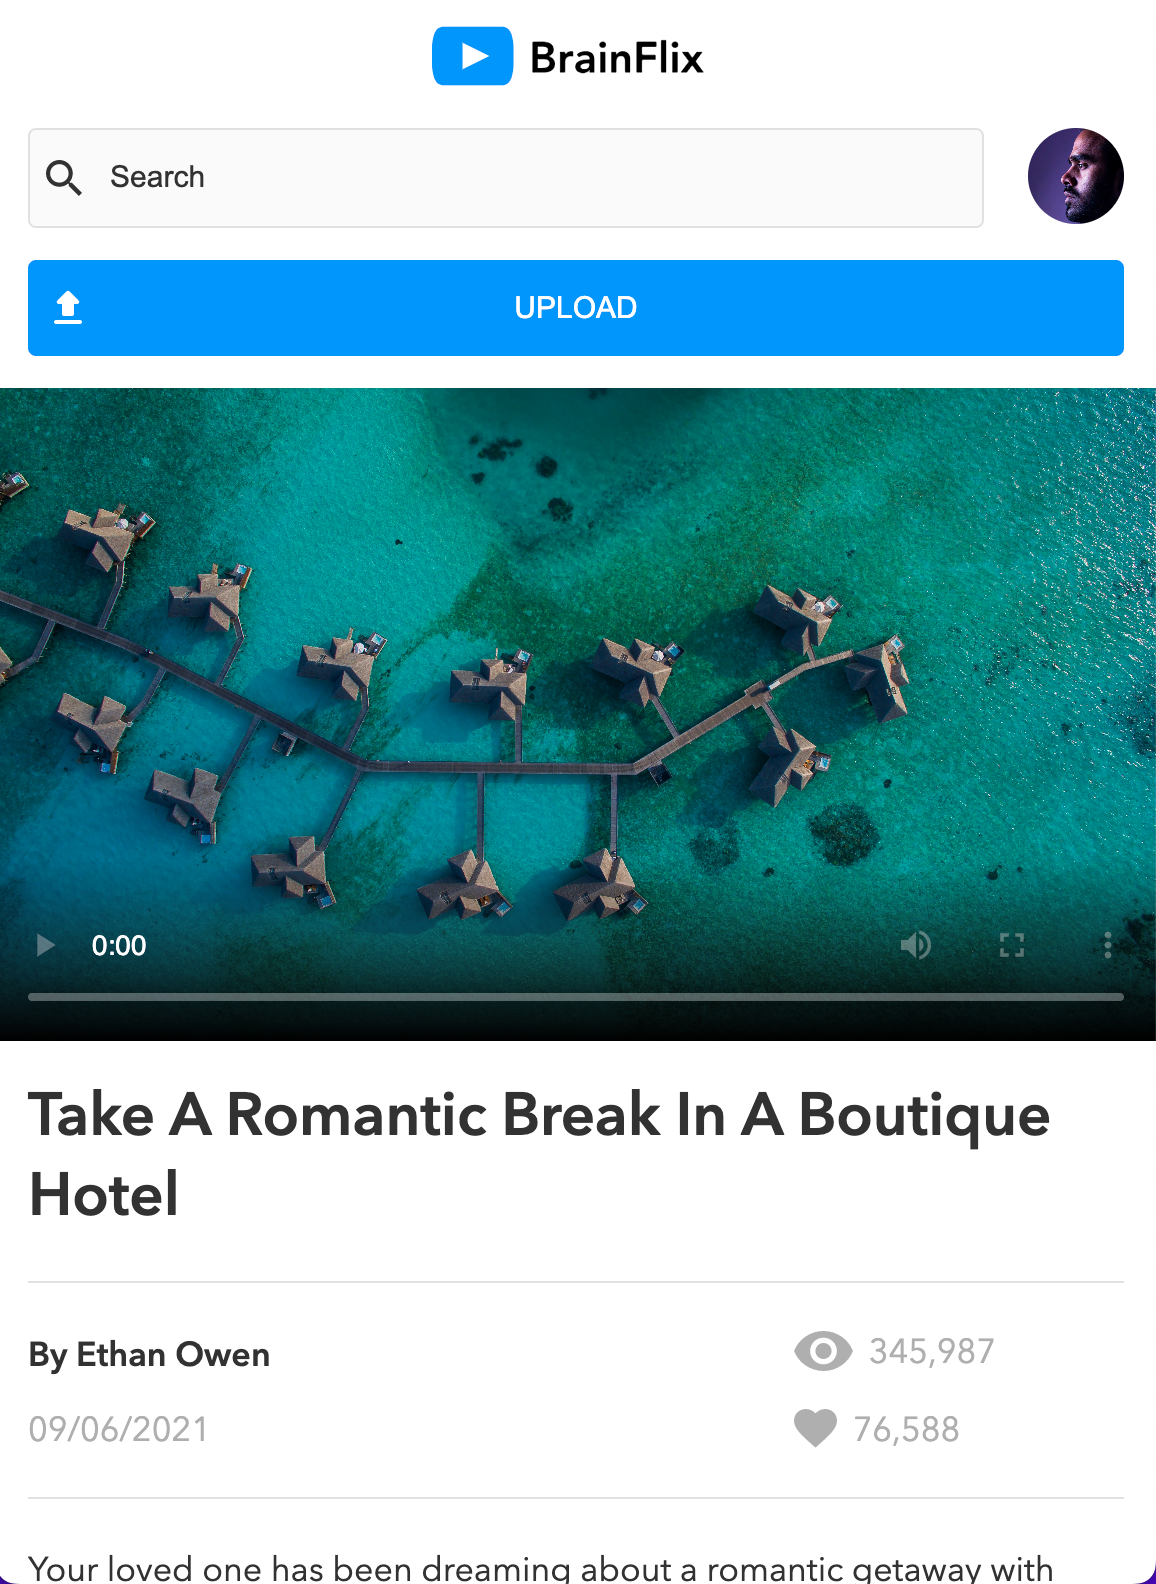 BrainFlix
Search
UPLOAD
0:00
Take A Romantic Break In A Boutique
Hotel
By Ethan Owen
345,987
09/06/2021
76,588
Your loved one has been dreaming about a romantic getaway with